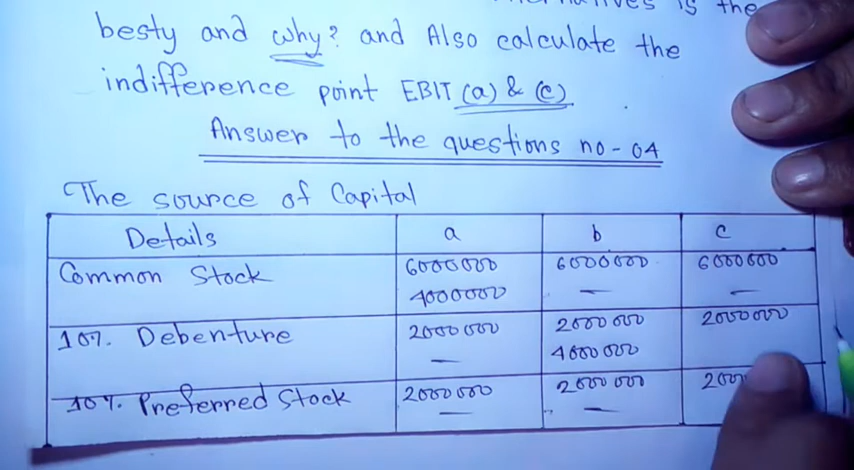 is the
besty and why? and Also calculate the
indifference point EBIT (a) & (c)
Answer to the questions no - 04
The source of Capital
Details a b c
Common Stock 6000000 6000000 6000000
4000000 — —
10%. Debenture 2000000 2000000 2000000
— 4000000
10%. Preferred Stock 2000000 2000000
— —